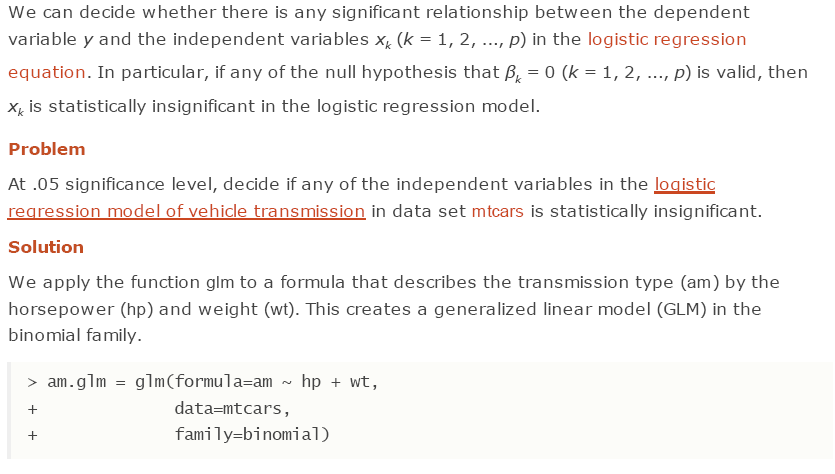 We can decide whether there is any significant relationship between the dependent
variable y and the independent variables xk (k = 1, 2, ..., p) in the logistic regression
equation. In particular, if any of the null hypothesis that βk = 0 (k = 1, 2, ..., p) is valid, then
xk is statistically insignificant in the logistic regression model.
Problem
At .05 significance level, decide if any of the independent variables in the logistic
regression model of vehicle transmission in data set mtcars is statistically insignificant.
Solution
We apply the function glm to a formula that describes the transmission type (am) by the
horsepower (hp) and weight (wt). This creates a generalized linear model (GLM) in the
binomial family.
> am.glm = glm(formula=am ~ hp + wt,
+              data=mtcars,
+              family=binomial)